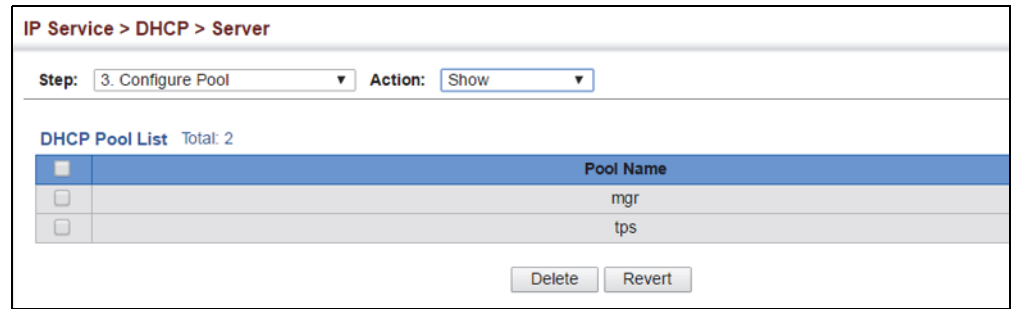 IP Service > DHCP > Server
Step: 3. Configure Pool Action: Show
DHCP Pool List Total: 2
Pool Name
mgr
tps
Delete Revert